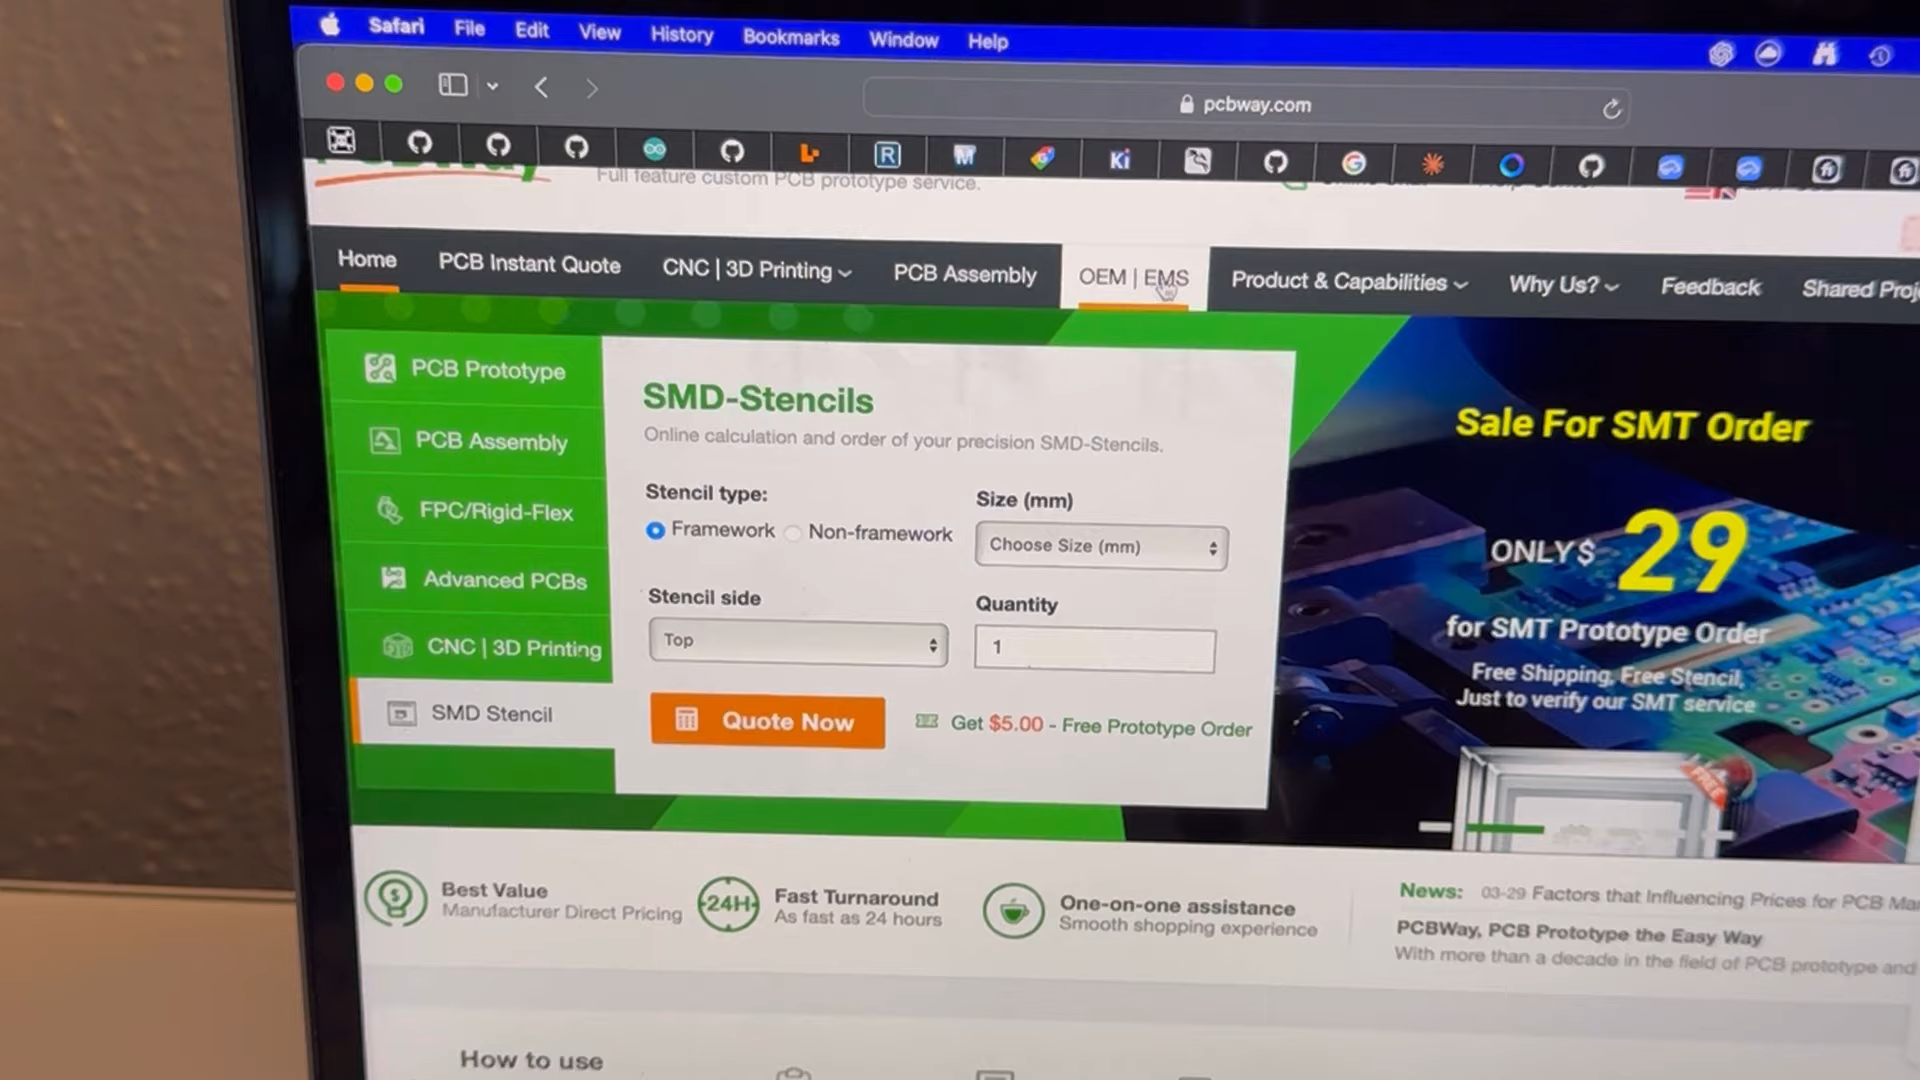 Safari File Edit View History Bookmarks Window Help
pcbway.com
Full feature custom PCB prototype service.
Home PCB Instant Quote CNC | 3D Printing PCB Assembly OEM | EMS Product & Capabilities Why Us? Feedback Shared Proj
PCB Prototype
PCB Assembly
FPC/Rigid-Flex
Advanced PCBs
CNC | 3D Printing
SMD Stencil
SMD-Stencils
Online calculation and order of your precision SMD-Stencils.
Stencil type:
Framework Non-framework
Size (mm)
Choose Size (mm)
Stencil side
Top
Quantity
1
Quote Now
Get $5.00 - Free Prototype Order
Sale For SMT Order
ONLY$ 29
for SMT Prototype Order
Free Shipping, Free Stencil,
Just to verify our SMT service
FREE
Best Value
Manufacturer Direct Pricing
24H
Fast Turnaround
As fast as 24 hours
One-on-one assistance
Smooth shopping experience
News: 03-29 Factors that Influencing Prices for PCB Ma
PCBWay, PCB Prototype the Easy Way
With more than a decade in the field of PCB prototype and
How to use